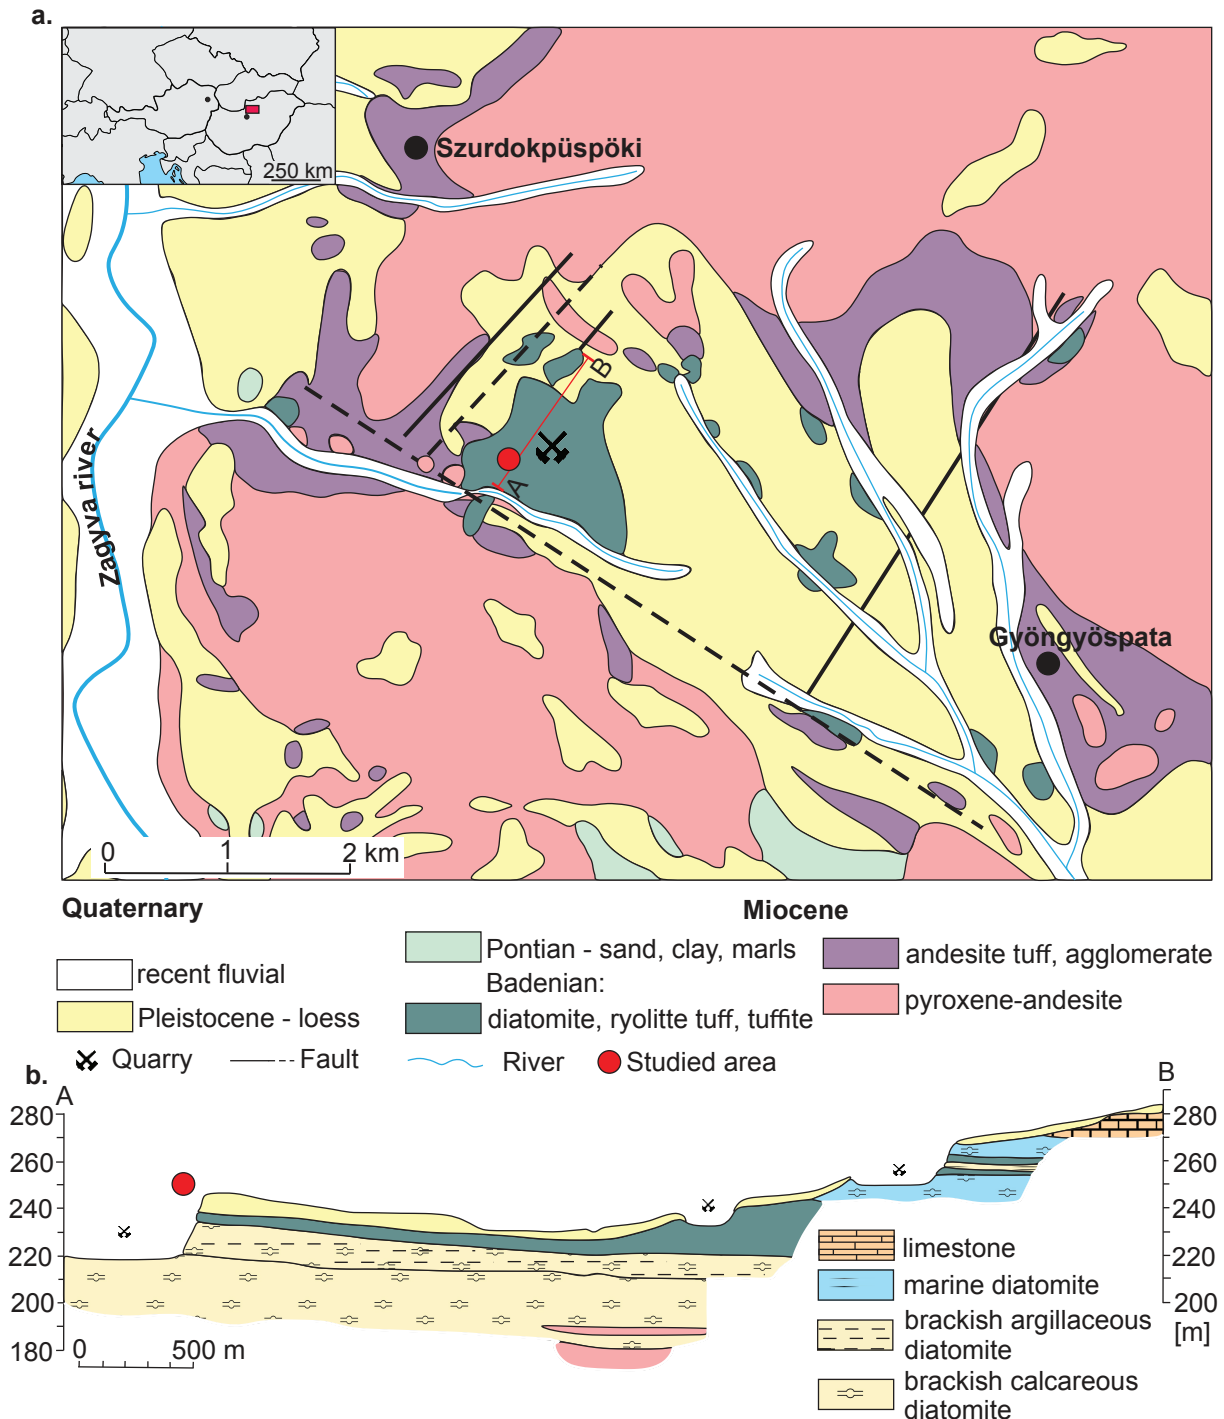 a.
250 km
Szurdokpüspöki
B
A
Zagyva river
Gyöngyöspata
0 1 2 km
Quaternary
Miocene
recent fluvial
Pontian - sand, clay, marls
andesite tuff, agglomerate
Badenian:
Pleistocene - loess
diatomite, ryolitte tuff, tuffite
pyroxene-andesite
Quarry
Fault
River
Studied area
b.
A
B
280
260
240
220
200
180
280
260
240
220
200
[m]
0 500 m
limestone
marine diatomite
brackish argillaceous
diatomite
brackish calcareous
diatomite